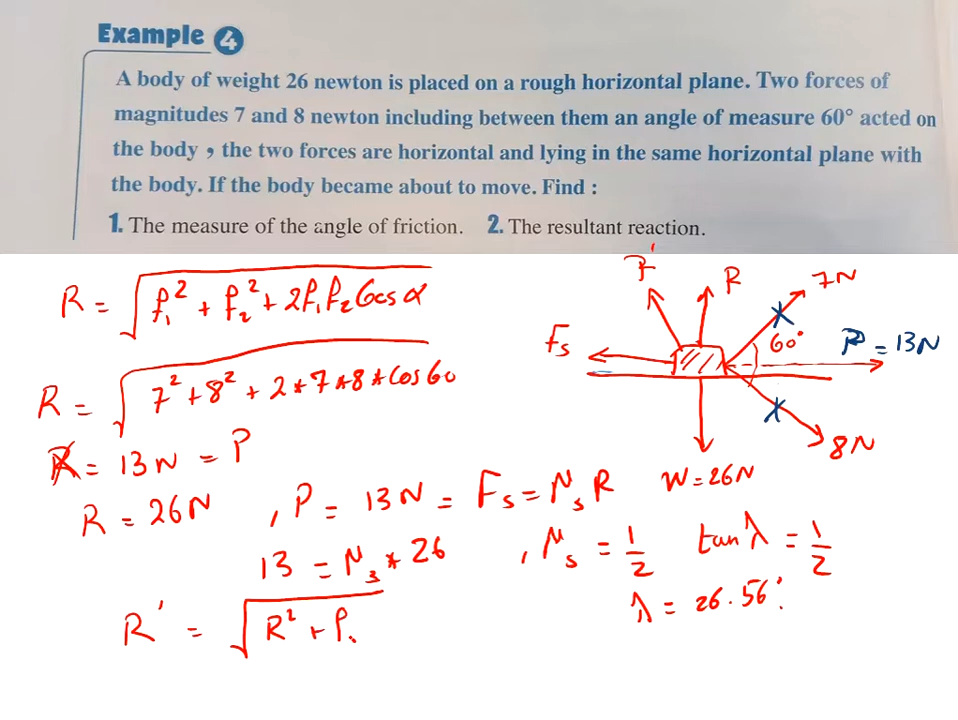 Example 4
A body of weight 26 newton is placed on a rough horizontal plane. Two forces of
magnitudes 7 and 8 newton including between them an angle of measure 60° acted on
the body , the two forces are horizontal and lying in the same horizontal plane with
the body. If the body became about to move. Find :
1. The measure of the angle of friction. 2. The resultant reaction.
R = √(f₁² + f₂² + 2f₁f₂ Cos α
R = √(7² + 8² + 2*7*8*Cos 60
R = 13N = P
R = 26N , P = 13N = Fs = Ms R
13 = Ms * 26 , Ms = 1/2 tan λ = 1/2
λ = 26.56°
R' = √(R² + f
R'
R
7N
Fs
60°
= 13N
8N
W = 26N